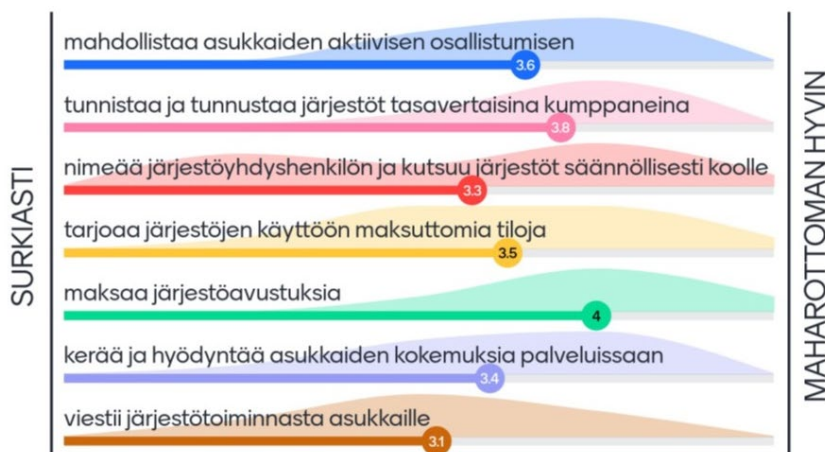 mahdollistaa asukkaiden aktiivisen osallistumisen
3.6
tunnistaa ja tunnustaa järjestöt tasavertaisina kumppaneina
3.8
nimeää järjestöyhdyshenkilön ja kutsuu järjestöt säännöllisesti koolle
3.3
tarjoaa järjestöjen käyttöön maksuttomia tiloja
3.5
maksaa järjestöavustuksia
4
kerää ja hyödyntää asukkaiden kokemuksia palveluissaan
3.4
viestii järjestötoiminnasta asukkaille
3.1
SURKIASTI
MAHAROTTOMAN HYVIN